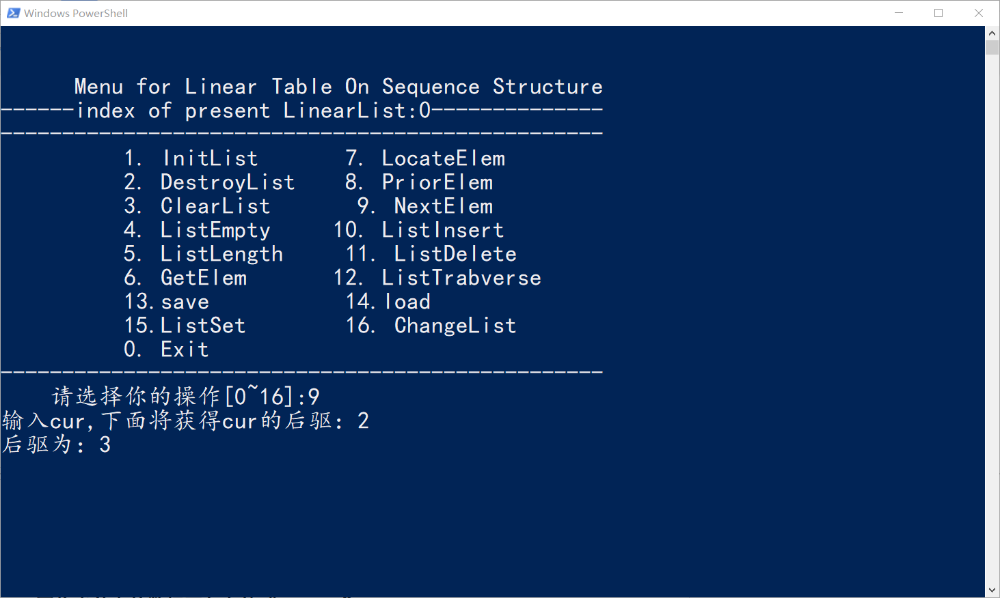 Windows PowerShell
Menu for Linear Table On Sequence Structure
------index of present LinearList:0--------------
-------------------------------------------------
1. InitList 7. LocateElem
2. DestroyList 8. PriorElem
3. ClearList 9. NextElem
4. ListEmpty 10. ListInsert
5. ListLength 11. ListDelete
6. GetElem 12. ListTrabverse
13.save 14.load
15.ListSet 16. ChangeList
0. Exit
-------------------------------------------------
请选择你的操作[0~16]:9
输入cur,下面将获得cur的后驱: 2
后驱为: 3